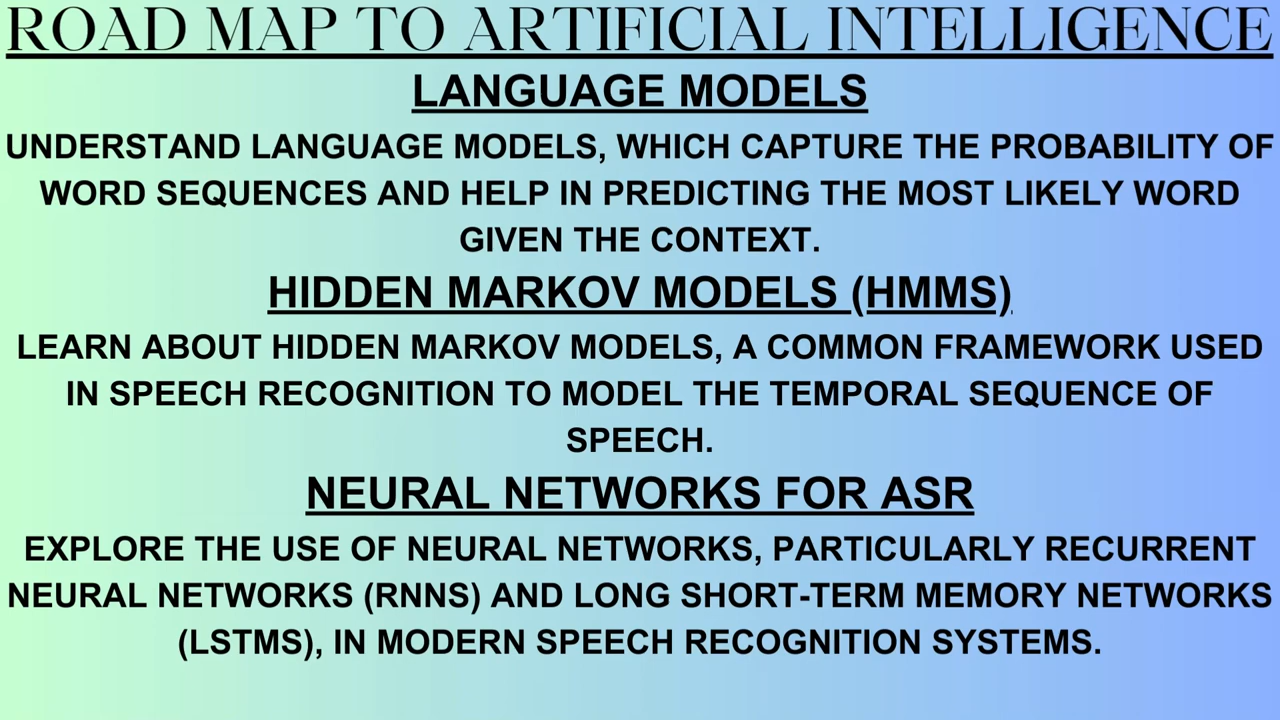 ROAD MAP TO ARTIFICIAL INTELLIGENCE
LANGUAGE MODELS
UNDERSTAND LANGUAGE MODELS, WHICH CAPTURE THE PROBABILITY OF
WORD SEQUENCES AND HELP IN PREDICTING THE MOST LIKELY WORD
GIVEN THE CONTEXT.
HIDDEN MARKOV MODELS (HMMS)
LEARN ABOUT HIDDEN MARKOV MODELS, A COMMON FRAMEWORK USED
IN SPEECH RECOGNITION TO MODEL THE TEMPORAL SEQUENCE OF
SPEECH.
NEURAL NETWORKS FOR ASR
EXPLORE THE USE OF NEURAL NETWORKS, PARTICULARLY RECURRENT
NEURAL NETWORKS (RNNS) AND LONG SHORT-TERM MEMORY NETWORKS
(LSTMS), IN MODERN SPEECH RECOGNITION SYSTEMS.